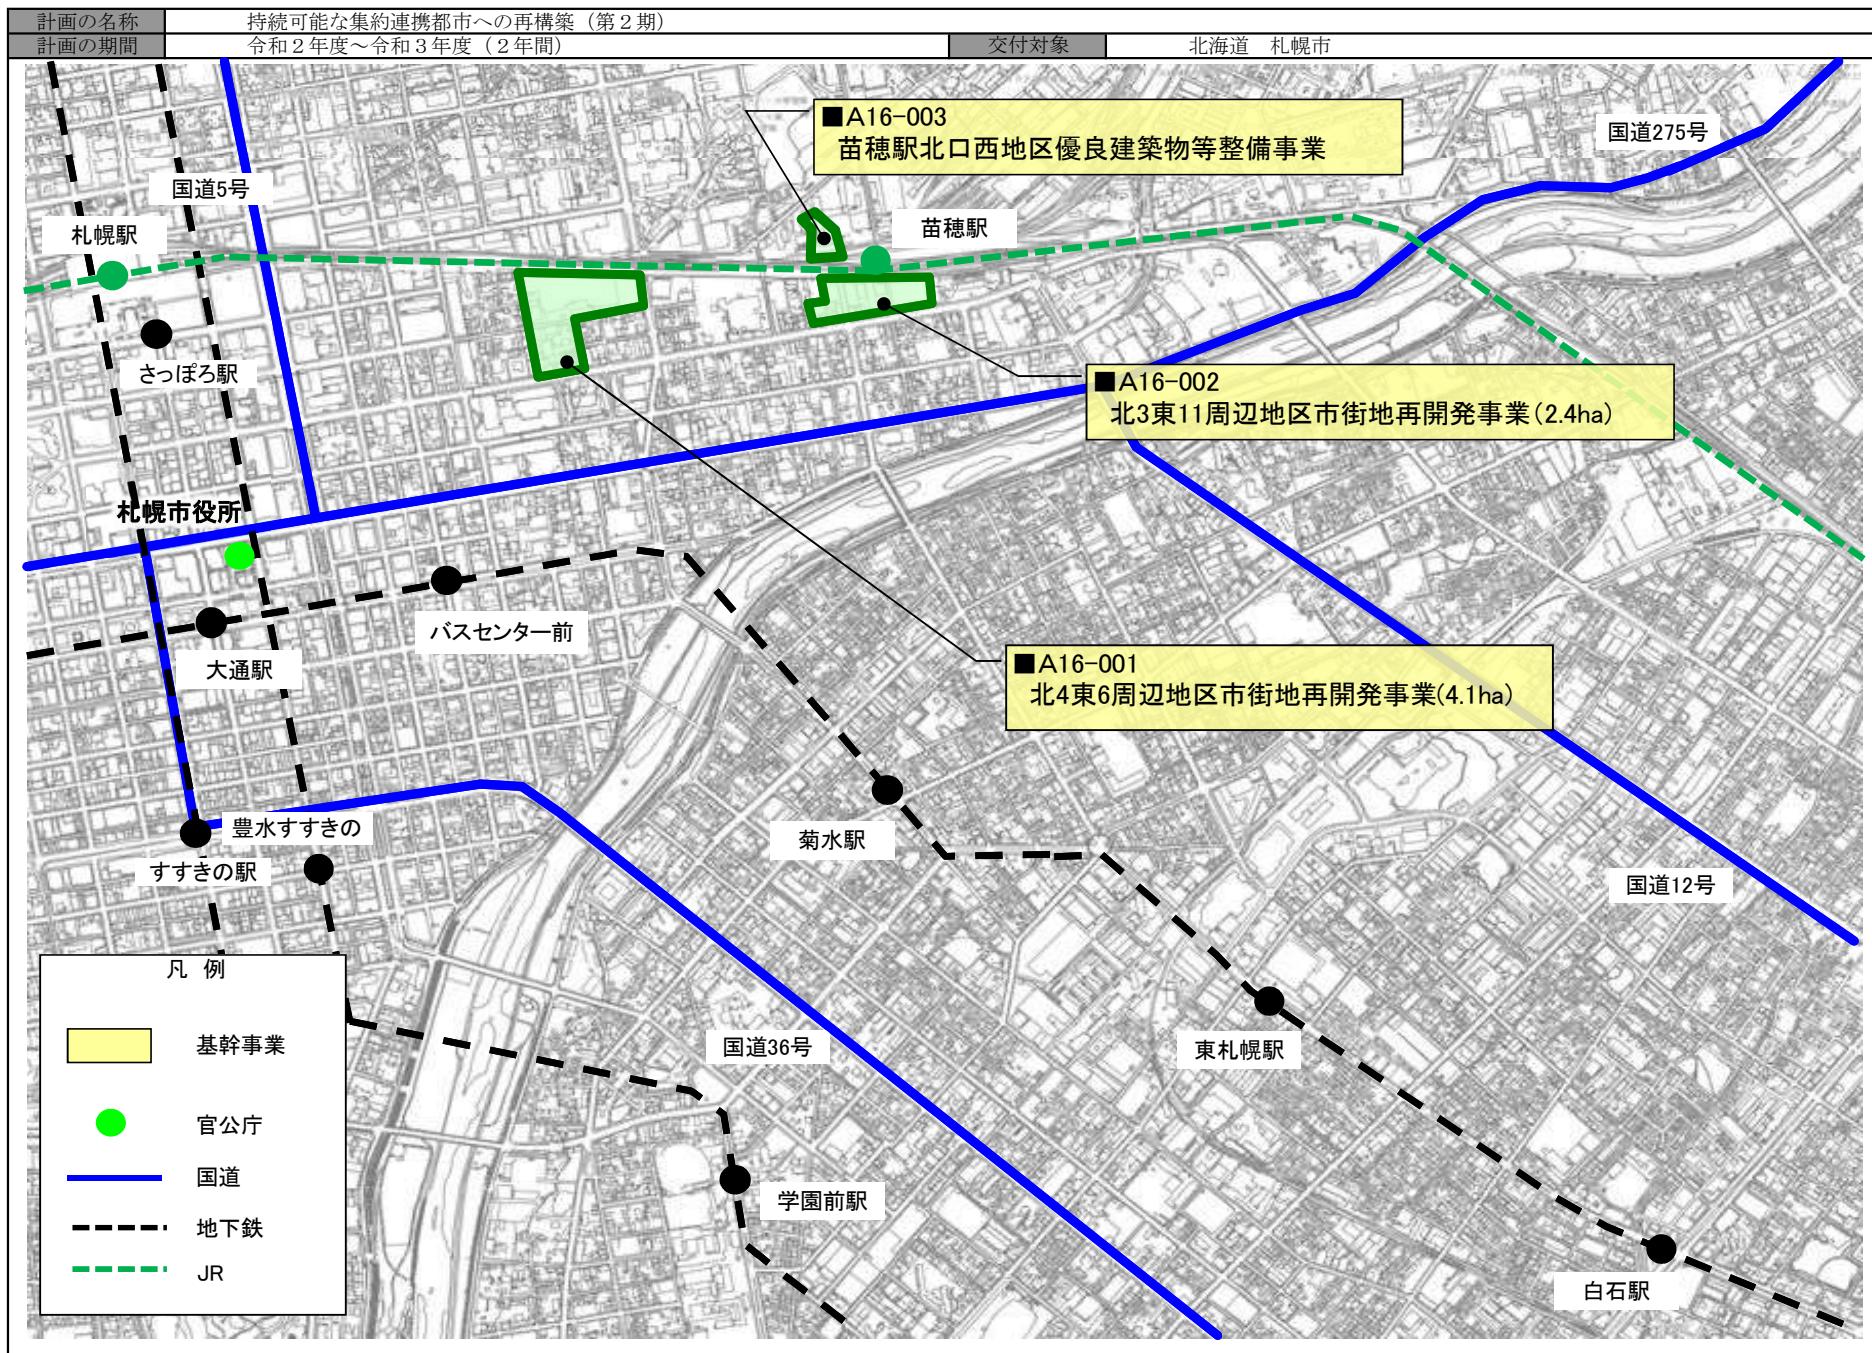 計画の名称 持続可能な集約連携都市への再構築（第２期）
計画の期間 令和２年度～令和３年度（２年間） 交付対象 北海道 札幌市
■A16-003
苗穂駅北口西地区優良建築物等整備事業
国道275号
国道5号
札幌駅
苗穂駅
さっぽろ駅
■A16-002
北3東11周辺地区市街地再開発事業(2.4ha)
札幌市役所
バスセンター前
大通駅
■A16-001
北4東6周辺地区市街地再開発事業(4.1ha)
豊水すすきの
すすきの駅
菊水駅
国道12号
国道36号
東札幌駅
学園前駅
白石駅
凡 例
基幹事業
官公庁
国道
地下鉄
JR